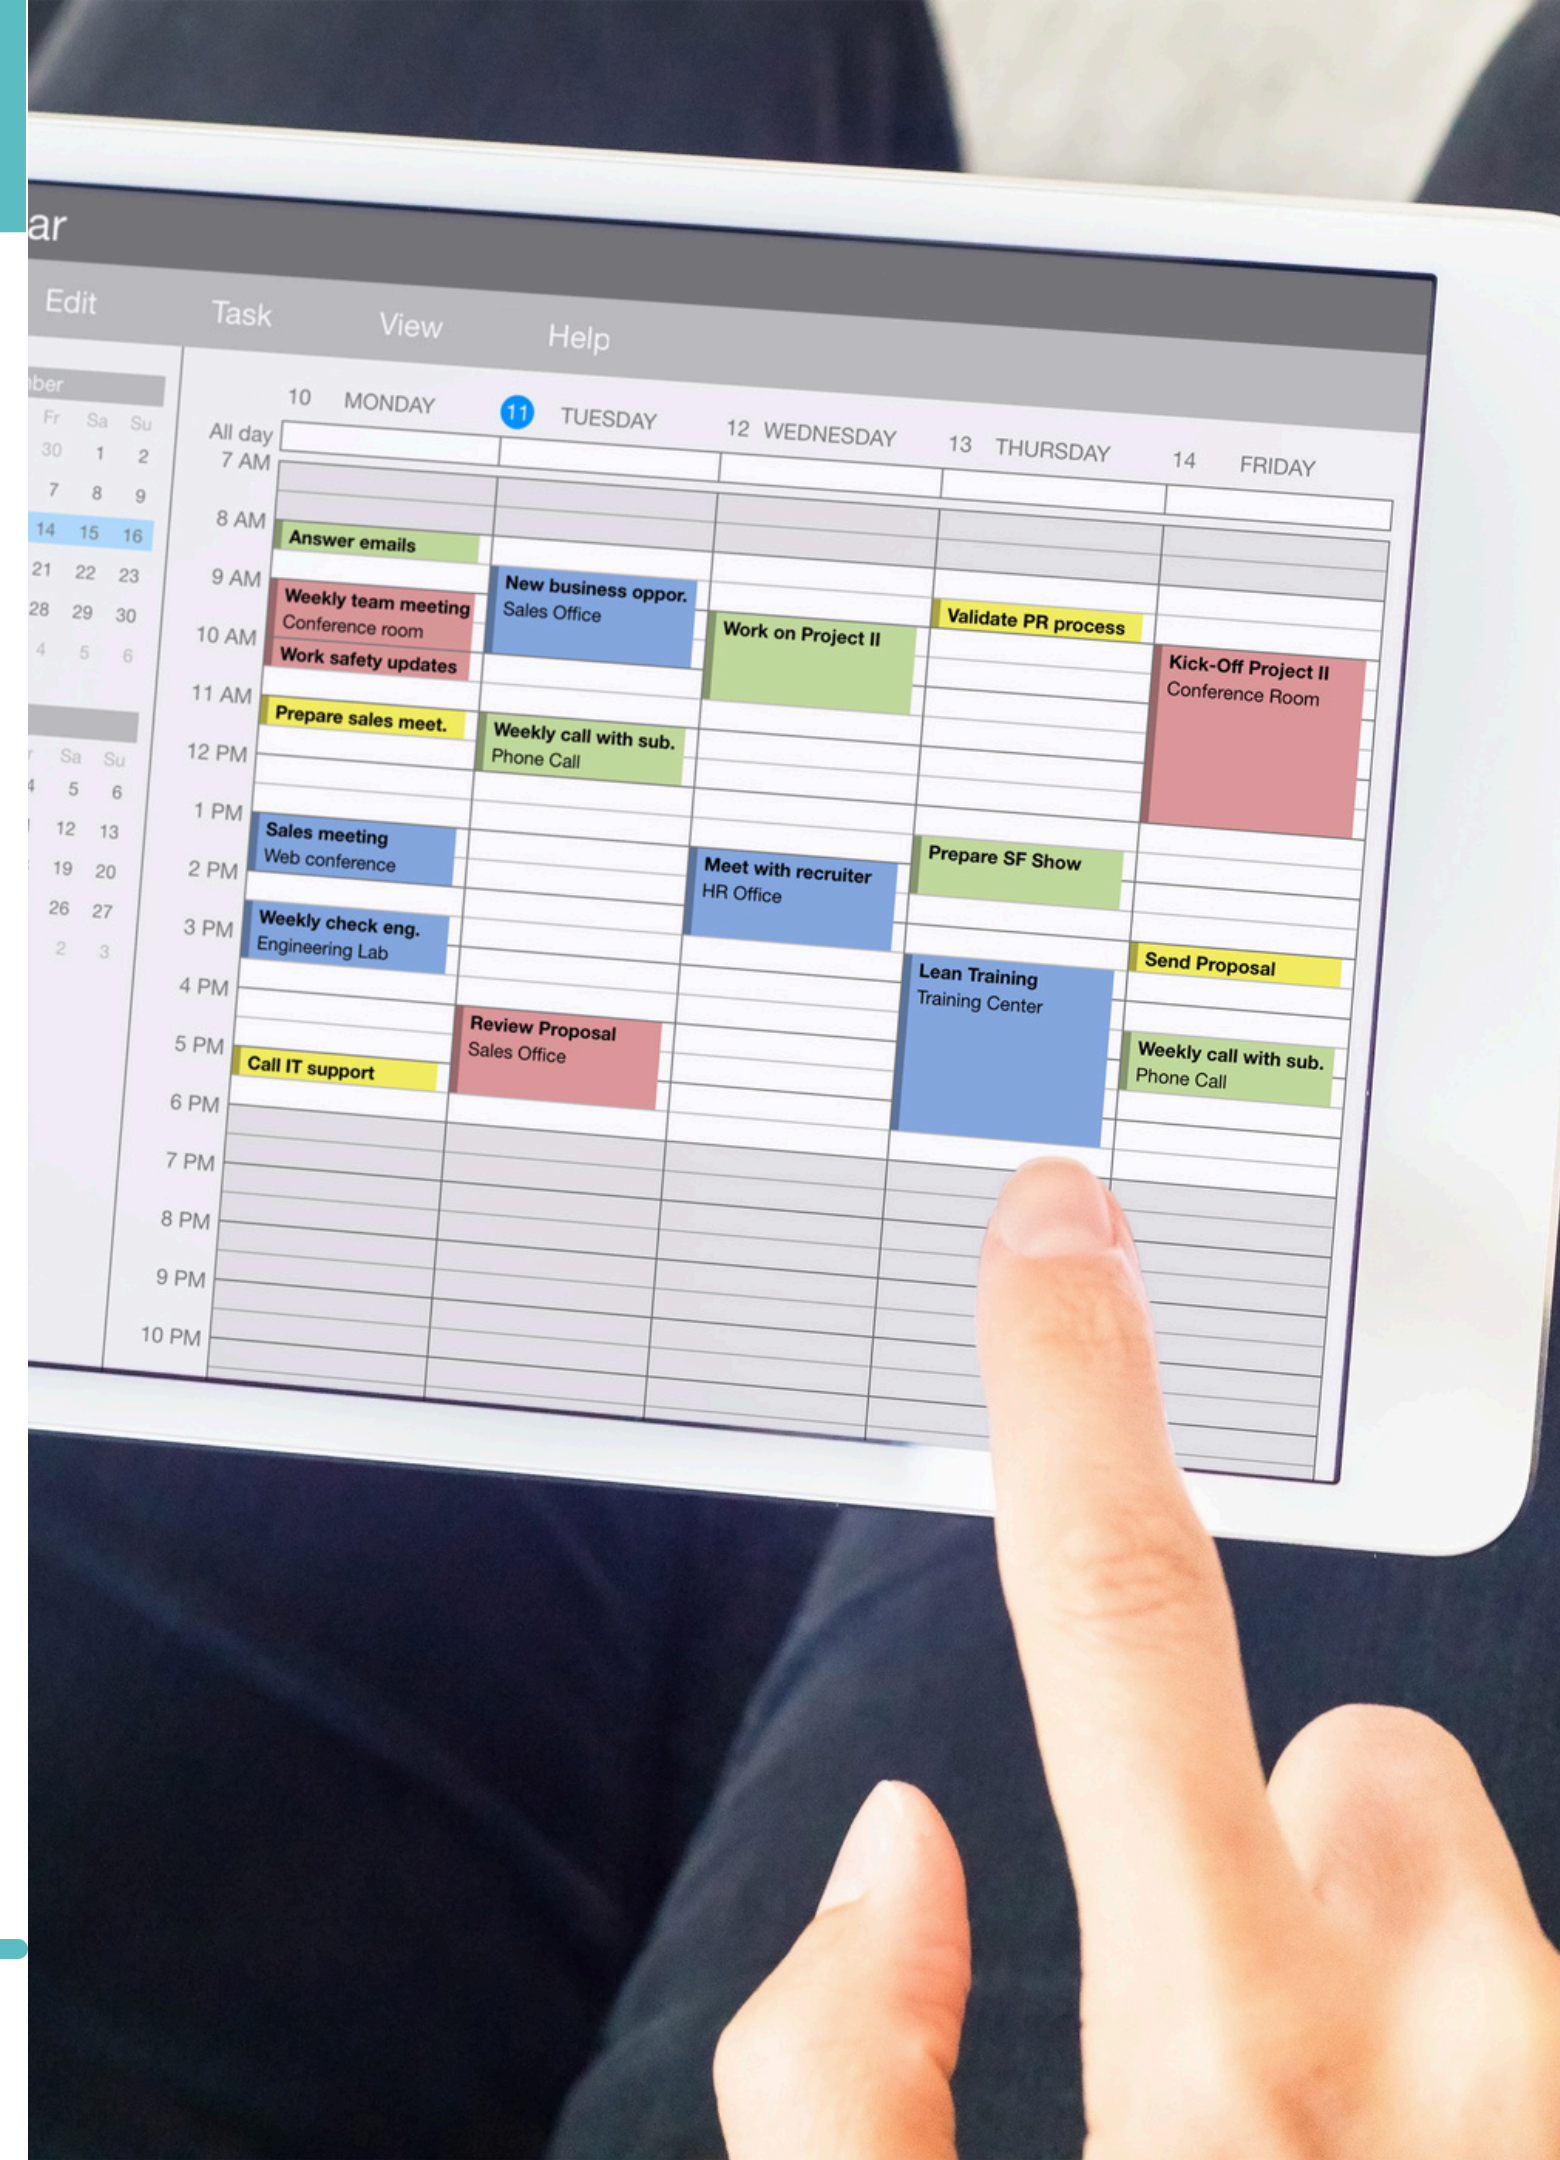 ar
Edit Task View Help
Fr Sa Su
30 1 2
7 8 9
14 15 16
21 22 23
28 29 30
4 5 6
Sa Su
5 6
12 13
19 20
26 27
2 3
10 MONDAY 11 TUESDAY 12 WEDNESDAY 13 THURSDAY 14 FRIDAY
All day
7 AM
8 AM
9 AM
10 AM
11 AM
12 PM
1 PM
2 PM
3 PM
4 PM
5 PM
6 PM
7 PM
8 PM
9 PM
10 PM
Answer emails
Weekly team meeting
Conference room
Work safety updates
Prepare sales meet.
Sales meeting
Web conference
Weekly check eng.
Engineering Lab
Call IT support
New business oppor.
Sales Office
Weekly call with sub.
Phone Call
Review Proposal
Sales Office
Work on Project II
Meet with recruiter
HR Office
Validate PR process
Prepare SF Show
Lean Training
Training Center
Kick-Off Project II
Conference Room
Send Proposal
Weekly call with sub.
Phone Call